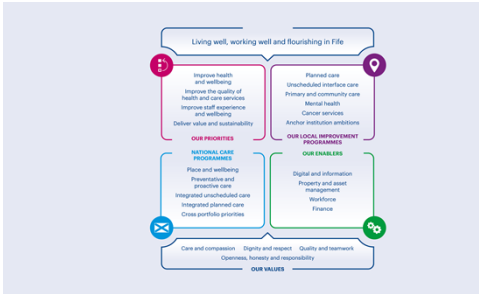 Living well, working well and flourishing in Fife
Improve health
and wellbeing
Improve the quality of
health and care services
Improve staff experience
and wellbeing
Deliver value and sustainability
OUR PRIORITIES
Planned care
Unscheduled interface care
Primary and community care
Mental health
Cancer services
Anchor institution ambitions
OUR LOCAL IMPROVEMENT
PROGRAMMES
NATIONAL CARE
PROGRAMMES
Place and wellbeing
Preventative and
proactive care
Integrated unscheduled care
Integrated planned care
Cross portfolio priorities
OUR ENABLERS
Digital and information
Property and asset
management
Workforce
Finance
Care and compassion Dignity and respect Quality and teamwork
Openness, honesty and responsibility
OUR VALUES